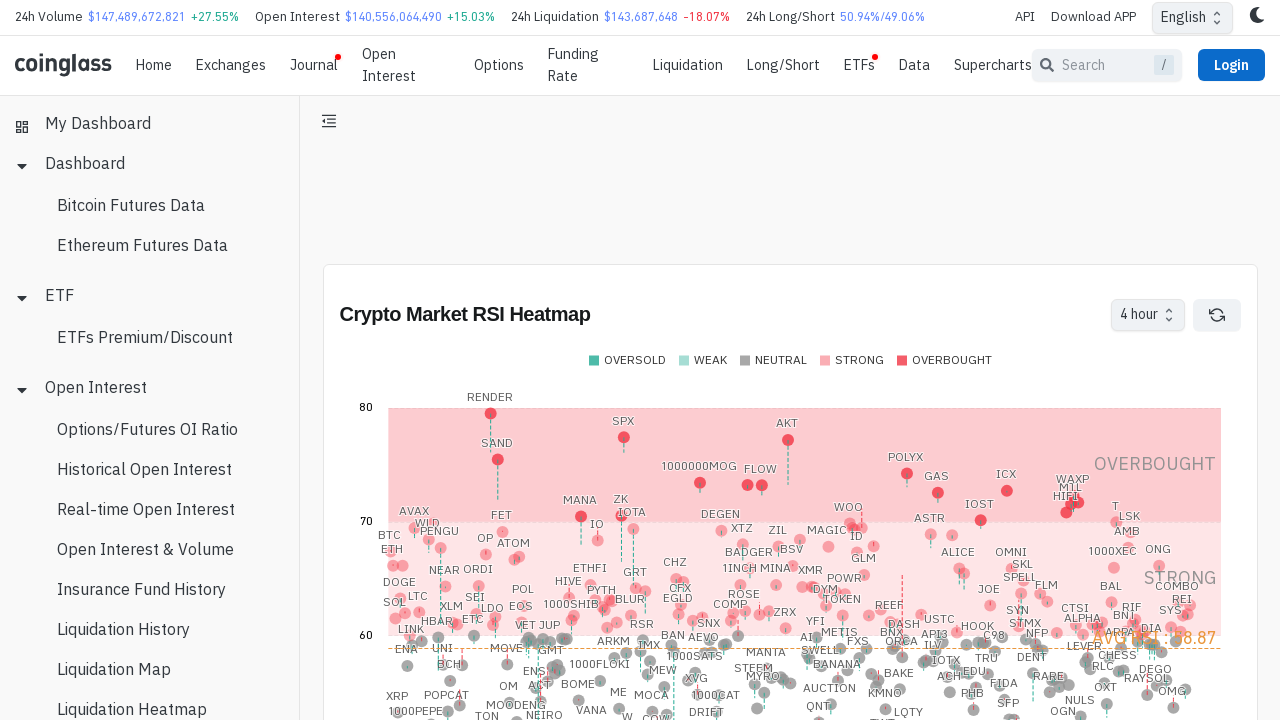 24h Volume $147,489,672,821 +27.55% Open Interest $140,556,064,490 +15.03% 24h Liquidation $143,687,648 -18.07% 24h Long/Short 50.94%/49.06% API Download APP English
coinglass Home Exchanges Journal Open Interest Options Funding Rate Liquidation Long/Short ETFs Data Supercharts Search / Login
My Dashboard
Dashboard
Bitcoin Futures Data
Ethereum Futures Data
ETF
ETFs Premium/Discount
Open Interest
Options/Futures OI Ratio
Historical Open Interest
Real-time Open Interest
Open Interest & Volume
Insurance Fund History
Liquidation History
Liquidation Map
Liquidation Heatmap
Crypto Market RSI Heatmap 4 hour
OVERSOLD WEAK NEUTRAL STRONG OVERBOUGHT
RENDER
80
SPX AKT
SAND
POLYX
1000000MOG FLOW OVERBOUGHT
GAS ICX WAXP
MTL
MANA ZK HIFI
AVAX FET IOTA DEGEN WOO IOST T
70
WLD IO ASTR LSK
BTC PENGU OP XTZ ZIL MAGIC ID AMB
ETH ATOM BADGER BSV GLM ALICE OMNI 1000XEC ONG
NEAR ORDI ETHFI GRT CHZ 1INCH MINA XMR SKL
DOGE HIVE POWR SPELL STRONG
LTC SEI POL PYTH CFX ROSE DYM JOE FLM BAL COMBO
SOL XLM LDO EOS 1000SHIB BLUR EGLD COMP TOKEN REEF SYN CTSI RIF REI
HBAR ETC VET JUP RSR SNX ZRX YFI DASH USTC HOOK STMX ALPHA BNT SYS
LINK METIS BNX API3 C98 NFP ARPA DIA
60
ENA UNI MOVE GMT ARKM IMX BAN AEVO AI FXS ORCA ILV LEVER
BCH 1000FLOKI MEW 1000SATS MANTA SWELL BANANA IOTX TRU DENT CHESS
ENS STEEM BAKE EDU RLC DEGO
OM ACT BOME XVG MYRO AUCTION KMNO ACH FIDA RARE OXT RAYSOL
XRP POPCAT MOODENG ME MOCA 1000CAT PHB OMG
1000PEPE TON NEIRO VANA W COW DRIFT QNT LQTY SFP OGN NULS